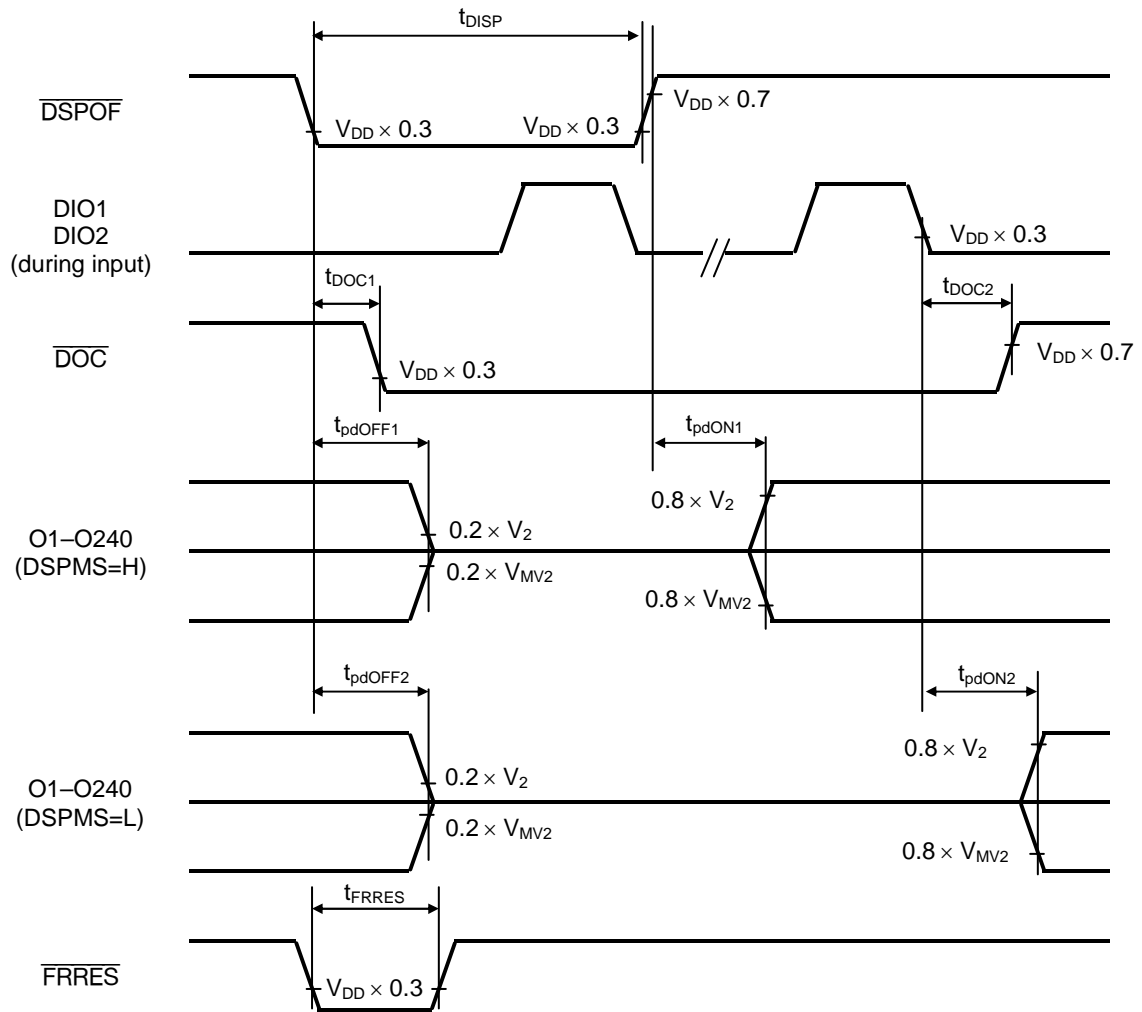 tDISP
DSPOF
VDD × 0.3
VDD × 0.3
VDD × 0.7
DIO1
DIO2
(during input)
VDD × 0.3
tDOC1
tDOC2
DOC
VDD × 0.3
VDD × 0.7
tpdOFF1
tpdON1
O1–O240
(DSPMS=H)
0.2 × V2
0.2 × VMV2
0.8 × V2
0.8 × VMV2
tpdOFF2
tpdON2
O1–O240
(DSPMS=L)
0.2 × V2
0.2 × VMV2
0.8 × V2
0.8 × VMV2
tFRRES
FRRES
VDD × 0.3